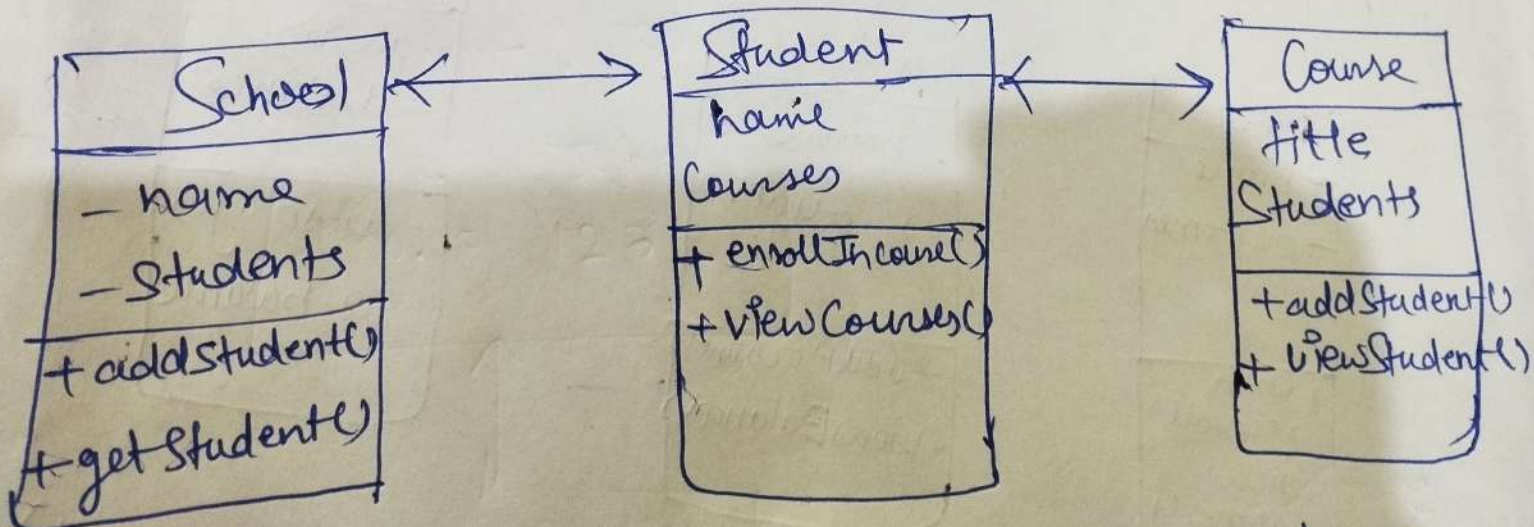 School
- name
- Students
+ addStudent()
+ getStudent()
Student
name
Courses
+ enrollIncourse()
+ viewCourses()
Course
title
Students
+ addStudent()
+ viewStudent()